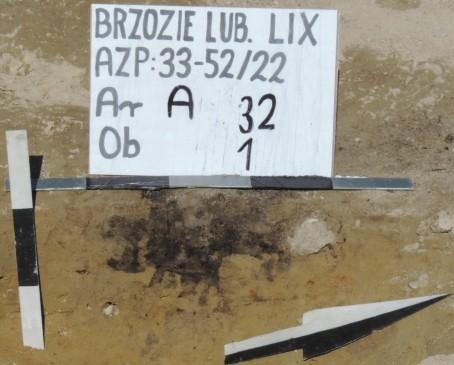 BRZOZIE LUB. LIX
AZP: 33-52/22
Ar A 32
Ob 1